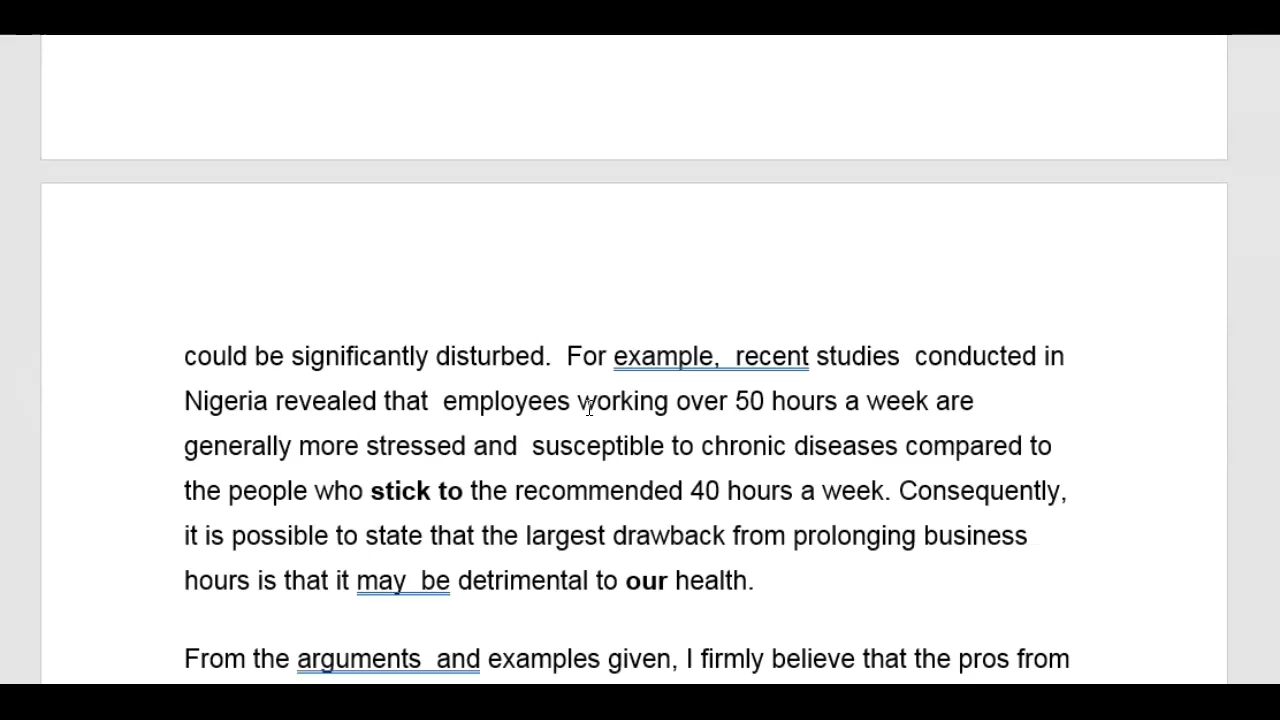 could be significantly disturbed.  For example,  recent studies  conducted in
Nigeria revealed that  employees working over 50 hours a week are
generally more stressed and  susceptible to chronic diseases compared to
the people who stick to the recommended 40 hours a week. Consequently,
it is possible to state that the largest drawback from prolonging business
hours is that it may  be detrimental to our health.
From the arguments  and examples given, I firmly believe that the pros from